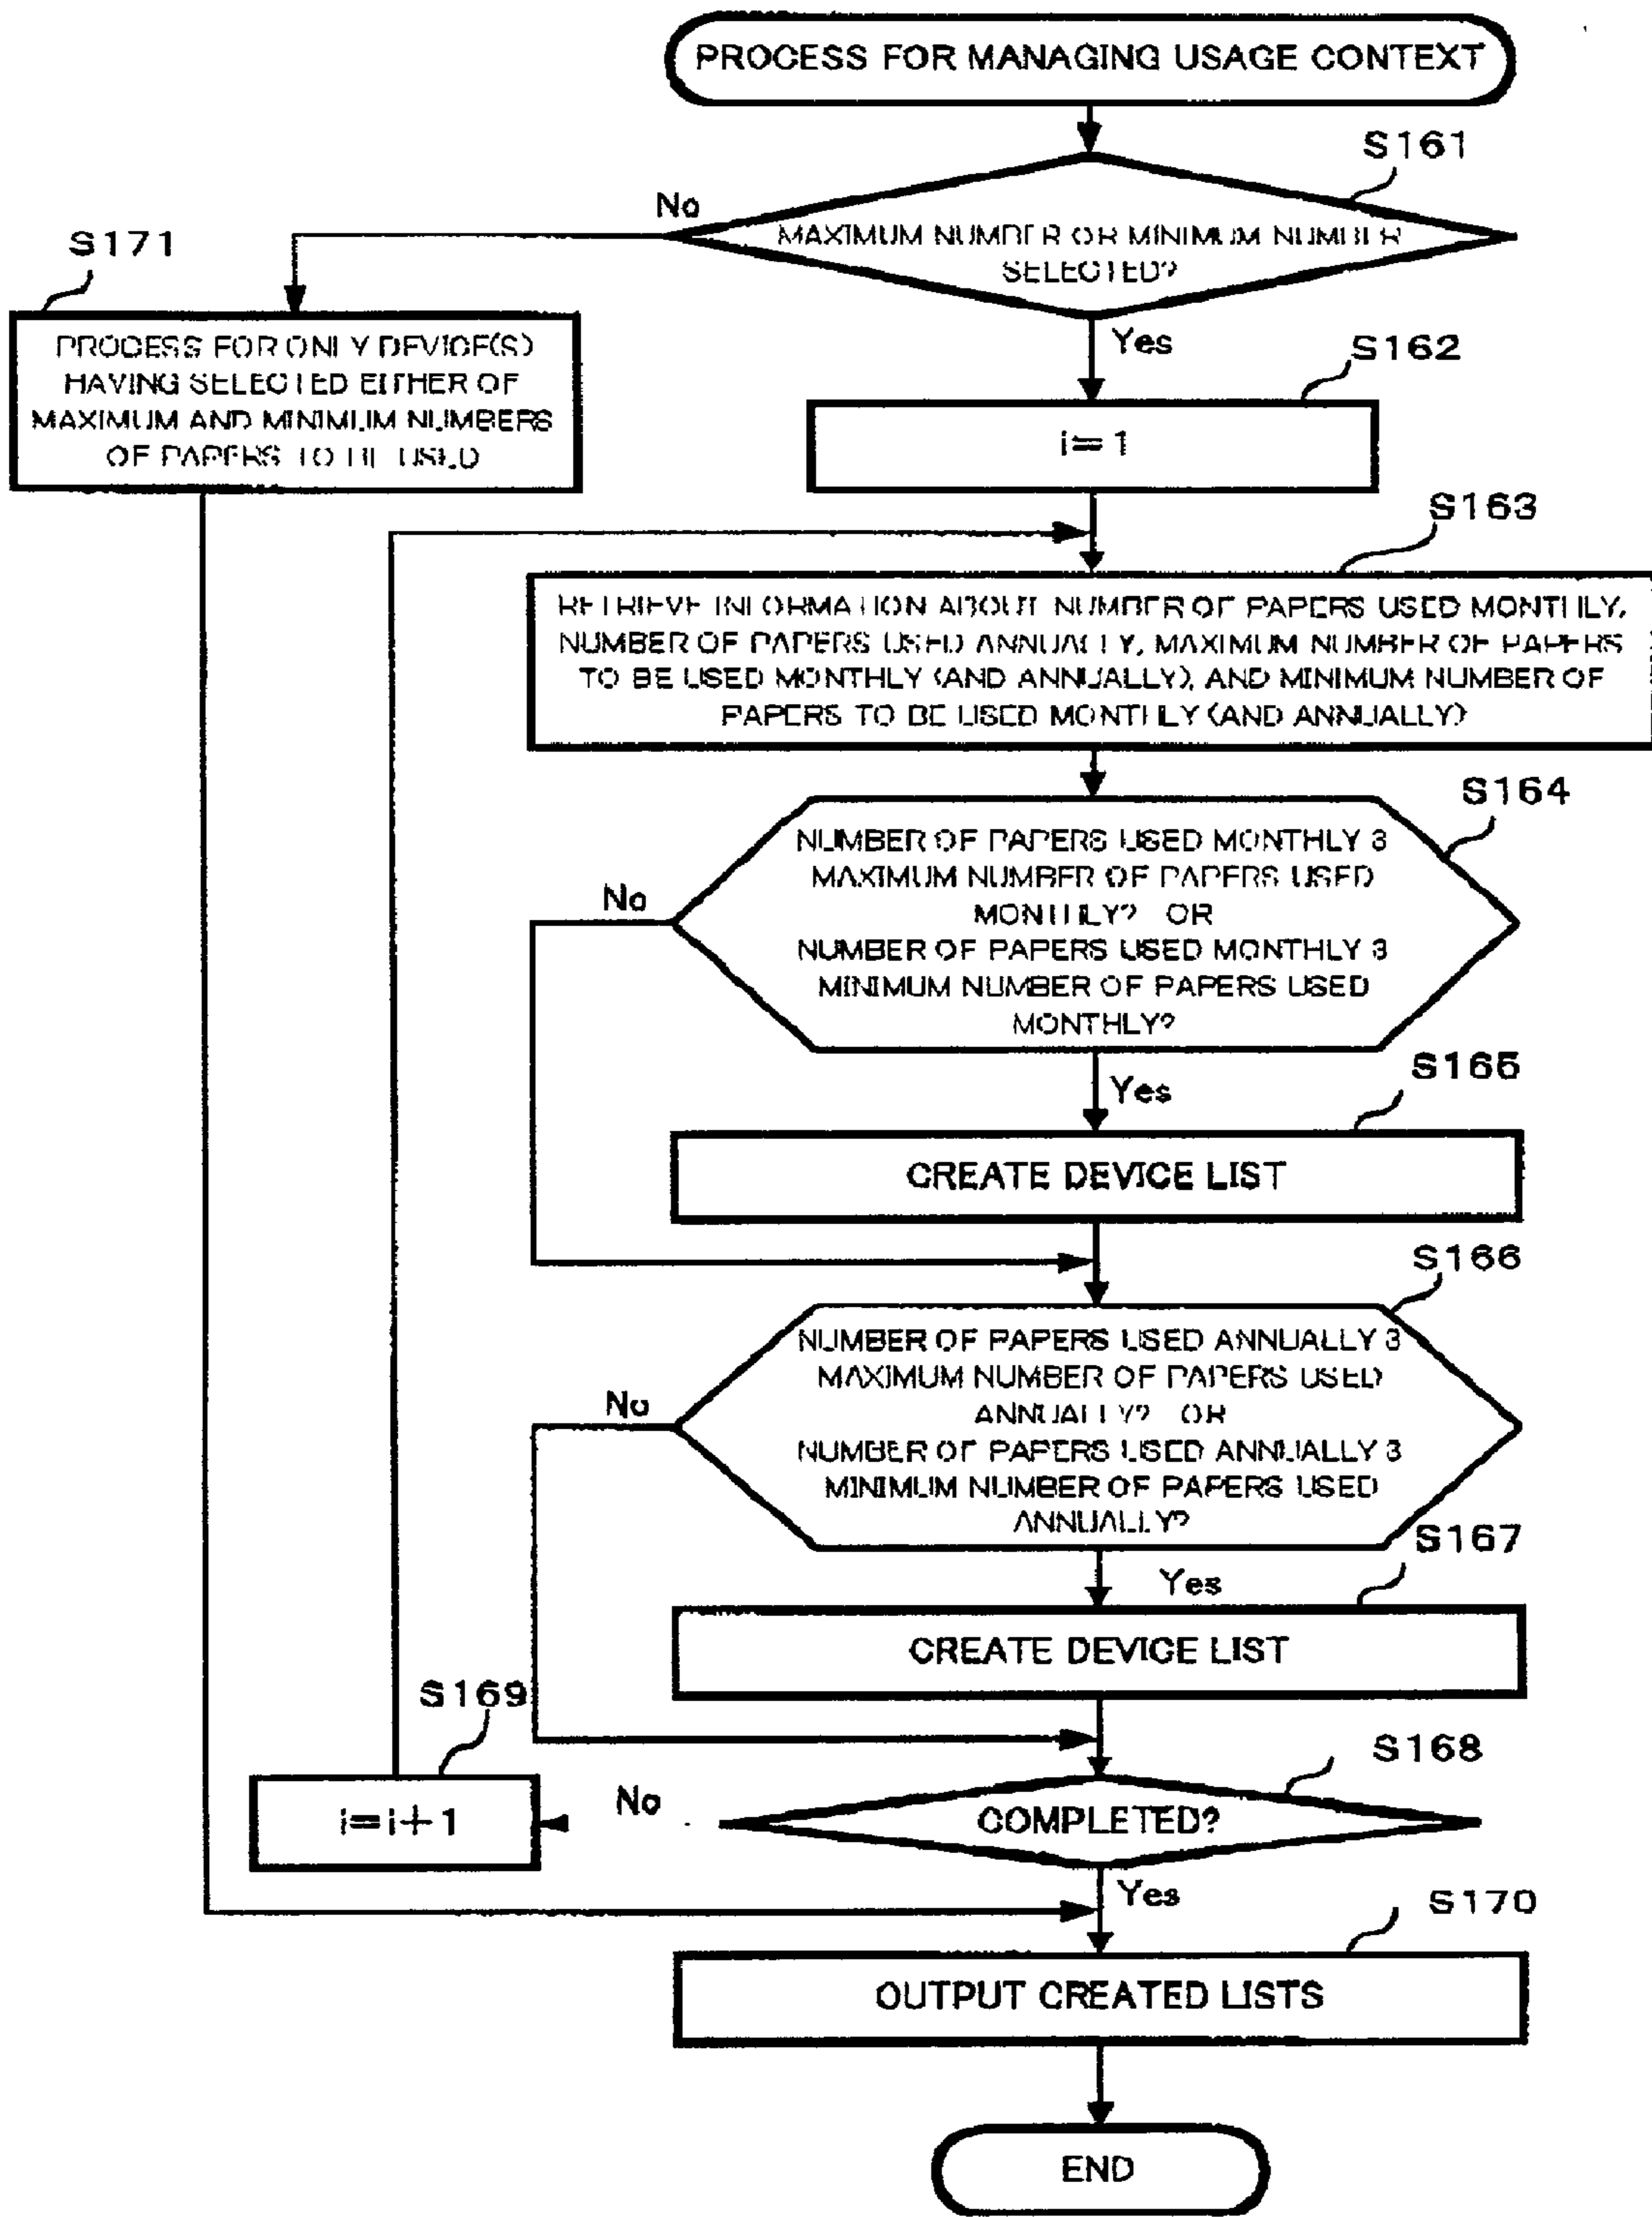 PROCESS FOR MANAGING USAGE CONTEXT
S161
MAXIMUM NUMBER OR MINIMUM NUMBER
SELECTED?
No
Yes
S171
PROCESS FOR ONLY DEVICE(S)
HAVING SELECTED EITHER OF
MAXIMUM AND MINIMUM NUMBERS
OF PAPERS TO BE USED
S162
i=1
S163
RETRIEVE INFORMATION ABOUT NUMBER OF PAPERS USED MONTHLY,
NUMBER OF PAPERS USED ANNUALLY, MAXIMUM NUMBER OF PAPERS
TO BE USED MONTHLY (AND ANNUALLY), AND MINIMUM NUMBER OF
PAPERS TO BE USED MONTHLY (AND ANNUALLY)
S164
NUMBER OF PAPERS USED MONTHLY 3
MAXIMUM NUMBER OF PAPERS USED
MONTHLY? OR
NUMBER OF PAPERS USED MONTHLY 3
MINIMUM NUMBER OF PAPERS USED
MONTHLY?
No
Yes
S165
CREATE DEVICE LIST
S166
NUMBER OF PAPERS USED ANNUALLY 3
MAXIMUM NUMBER OF PAPERS USED
ANNUALLY? OR
NUMBER OF PAPERS USED ANNUALLY 3
MINIMUM NUMBER OF PAPERS USED
ANNUALLY?
No
Yes
S167
CREATE DEVICE LIST
S168
COMPLETED?
No
S169
i=i+1
Yes
S170
OUTPUT CREATED LISTS
END